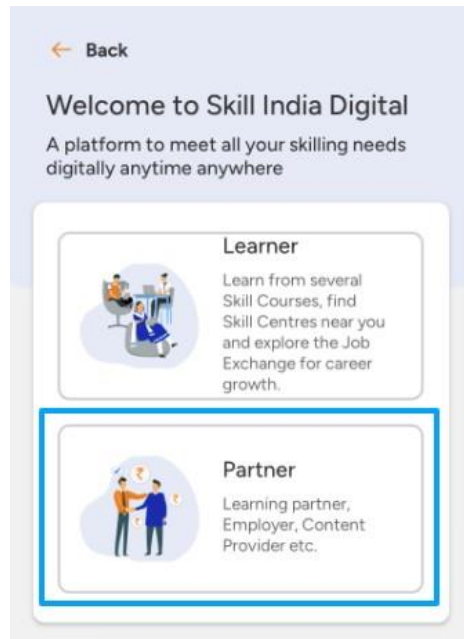 Back
Welcome to Skill India Digital
A platform to meet all your skilling needs
digitally anytime anywhere
Learner
Learn from several
Skill Courses, find
Skill Centres near you
and explore the Job
Exchange for career
growth.
Partner
Learning partner,
Employer, Content
Provider etc.